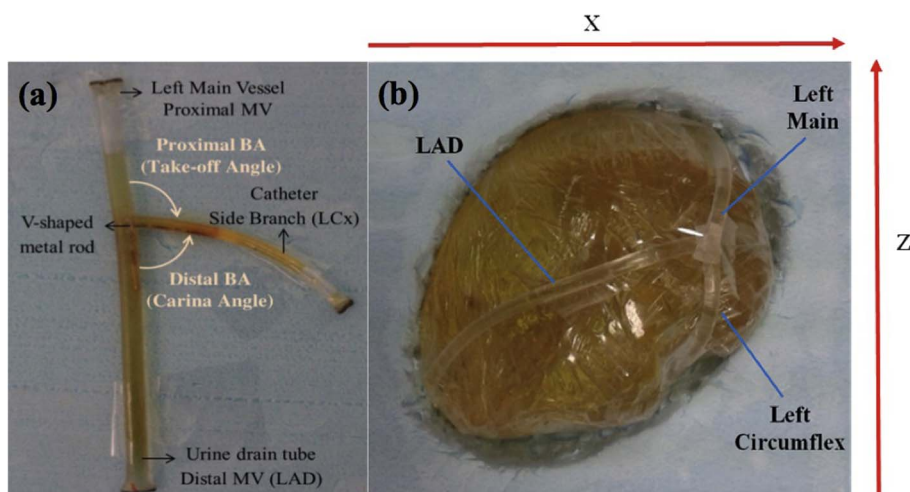 X
(a)
Left Main Vessel
Proximal MV
Proximal BA
(Take-off Angle)
Catheter
Side Branch (LCx)
V-shaped
metal rod
Distal BA
(Carina Angle)
Urine drain tube
Distal MV (LAD)
(b)
Left
Main
LAD
Left
Circumflex
Z